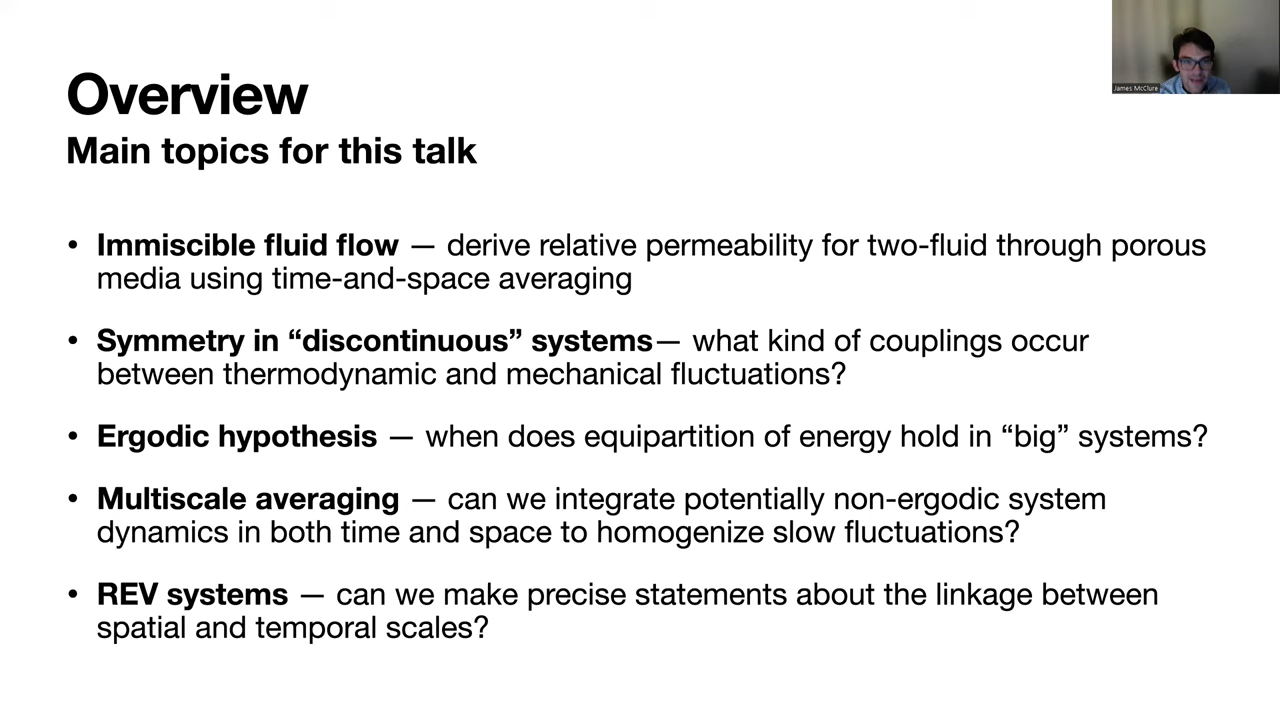 James McClure
Overview
Main topics for this talk
• Immiscible fluid flow — derive relative permeability for two-fluid through porous
media using time-and-space averaging
• Symmetry in “discontinuous” systems— what kind of couplings occur
between thermodynamic and mechanical fluctuations?
• Ergodic hypothesis — when does equipartition of energy hold in “big” systems?
• Multiscale averaging — can we integrate potentially non-ergodic system
dynamics in both time and space to homogenize slow fluctuations?
• REV systems — can we make precise statements about the linkage between
spatial and temporal scales?